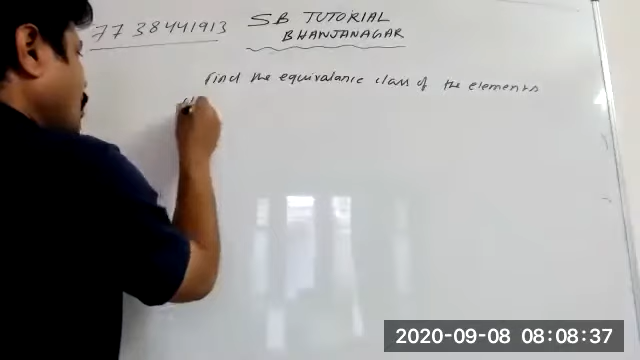 7738441913
SB TUTORIAL
BHANJANAGAR
Find the equivalance class of the elements
2020-09-08 08:08:37